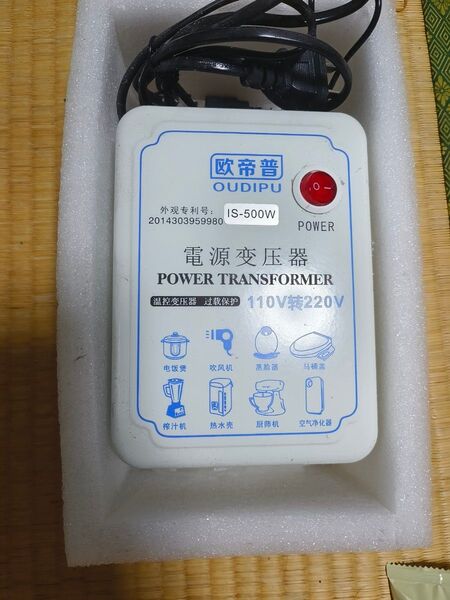 欧帝普
OUDIPU
外观专利号:
2014303959980
IS-500W
POWER
電源变压器
POWER TRANSFORMER
温控变压器 过载保护 110V转220V
电饭煲 吹风机 蒸脸器 马桶盖
榨汁机 热水壳 厨师机 空气净化器